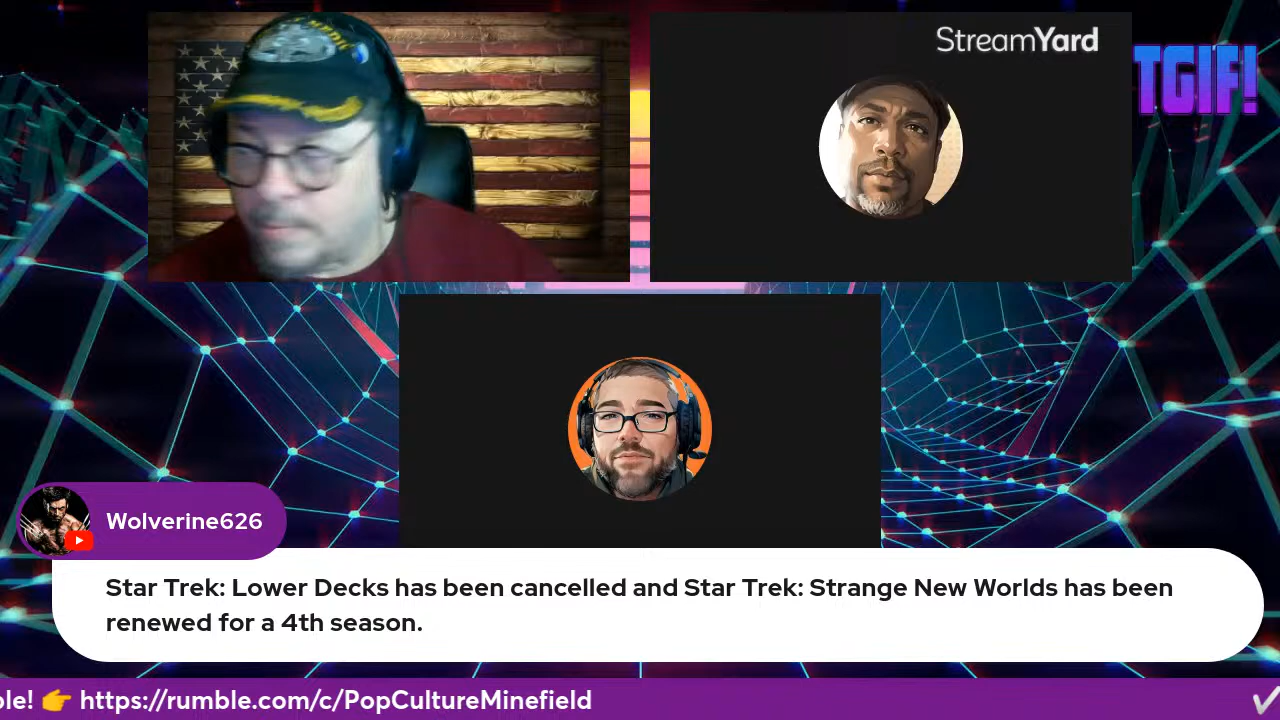 StreamYard
TGIF!
Wolverine626
Star Trek: Lower Decks has been cancelled and Star Trek: Strange New Worlds has been
renewed for a 4th season.
ble! 👉 https://rumble.com/c/PopCultureMinefield